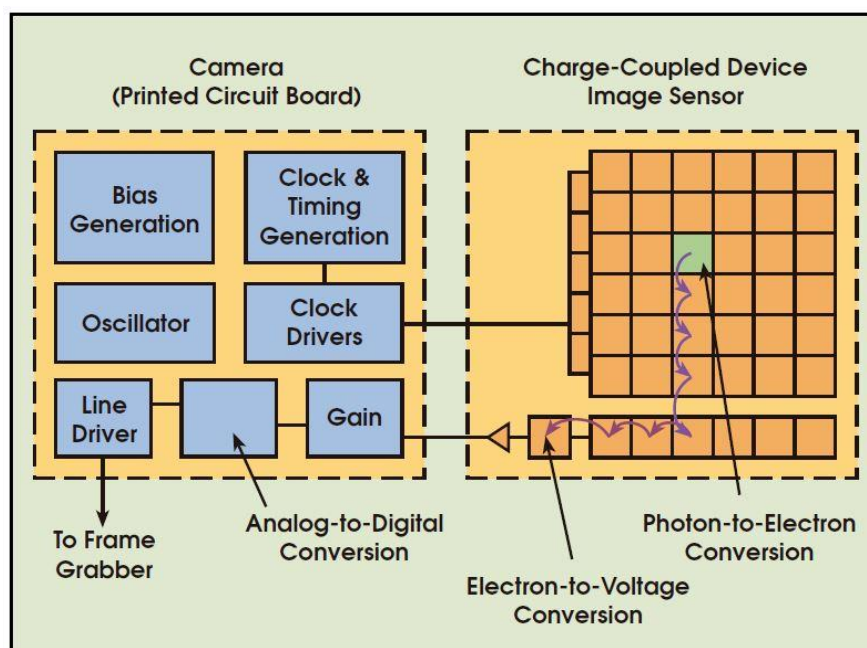 Camera
(Printed Circuit Board)
Charge-Coupled Device
Image Sensor
Bias
Generation
Clock &
Timing
Generation
Oscillator
Clock
Drivers
Line
Driver
Gain
To Frame
Grabber
Analog-to-Digital
Conversion
Electron-to-Voltage
Conversion
Photon-to-Electron
Conversion